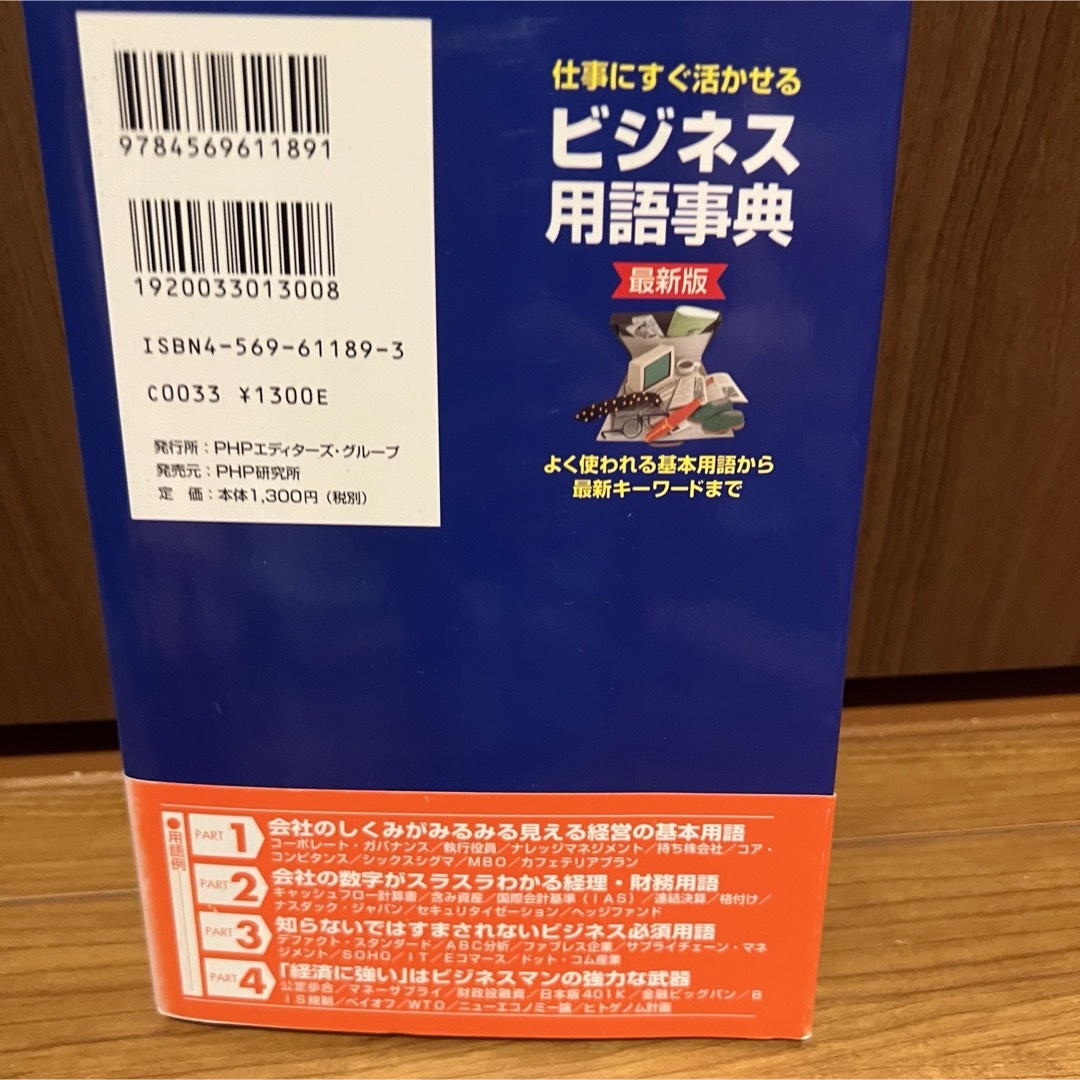 9784569611891
1920033013008
ISBN4-569-61189-3
C0033 ¥1300E
発行所：PHPエディターズ・グループ
発売元：PHP研究所
定　価：本体1,300円（税別）
仕事にすぐ活かせる
ビジネス
用語事典
最新版
よく使われる基本用語から
最新キーワードまで
●用語例
PART 1 会社のしくみがみるみる見える経営の基本用語
コーポレート・ガバナンス／執行役員／ナレッジマネジメント／持ち株会社／コア・
コンピタンス／シックスシグマ／MBO／カフェテリアプラン
PART 2 会社の数字がスラスラわかる経理・財務用語
キャッシュフロー計算書／含み資産／国際会計基準（IAS）／連結決算／格付け／
ナスダック・ジャパン／セキュリタイゼーション／ヘッジファンド
PART 3 知らないではすまされないビジネス必須用語
デファクト・スタンダード／ABC分析／ファブレス企業／サプライチェーン・マネ
ジメント／SOHO／IT／Eコマース／ドット・コム産業
PART 4 「経済に強い」はビジネスマンの強力な武器
公定歩合／マネーサプライ／財政投融資／日本版401K／金融ビッグバン／B
IS規制／ペイオフ／WTO／ニューエコノミー論／ヒトゲノム計画